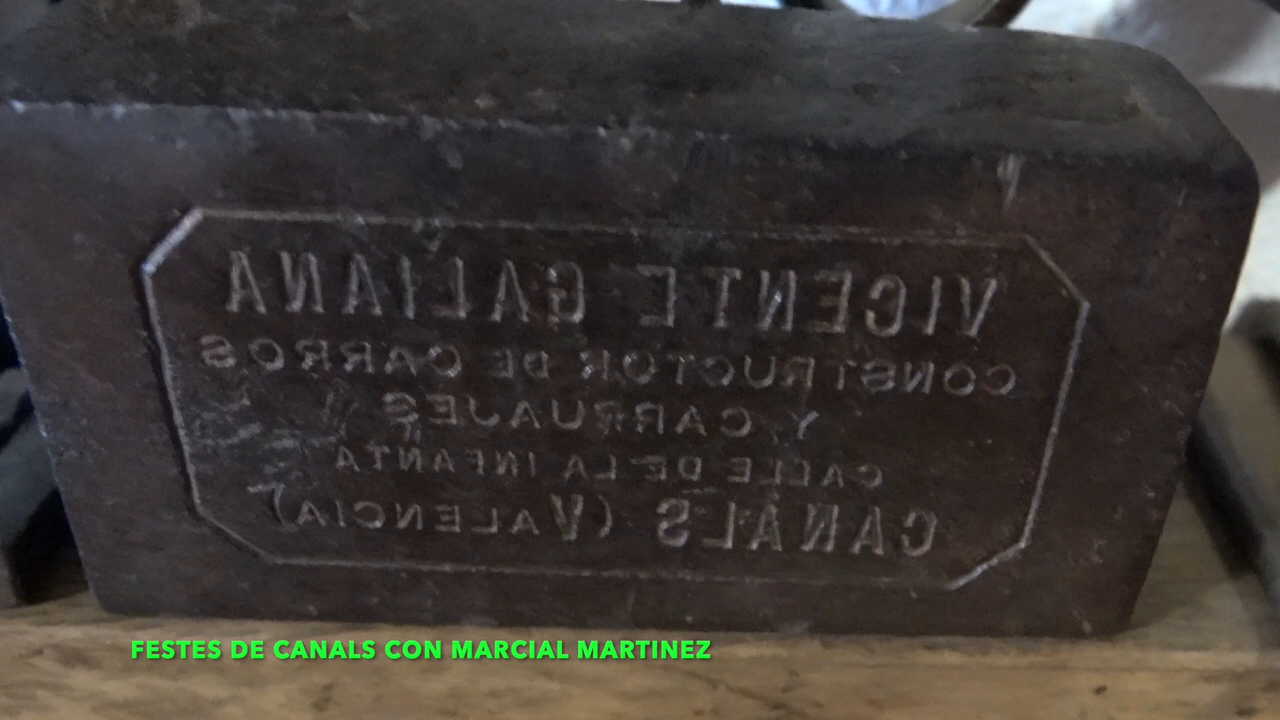 VICENTE GALIANA
CONSTRUCTOR DE CARROS
Y CARRUAJES
CALLE DE LA INFANTA
CANALS (VALENCIA)
FESTES DE CANALS CON MARCIAL MARTINEZ